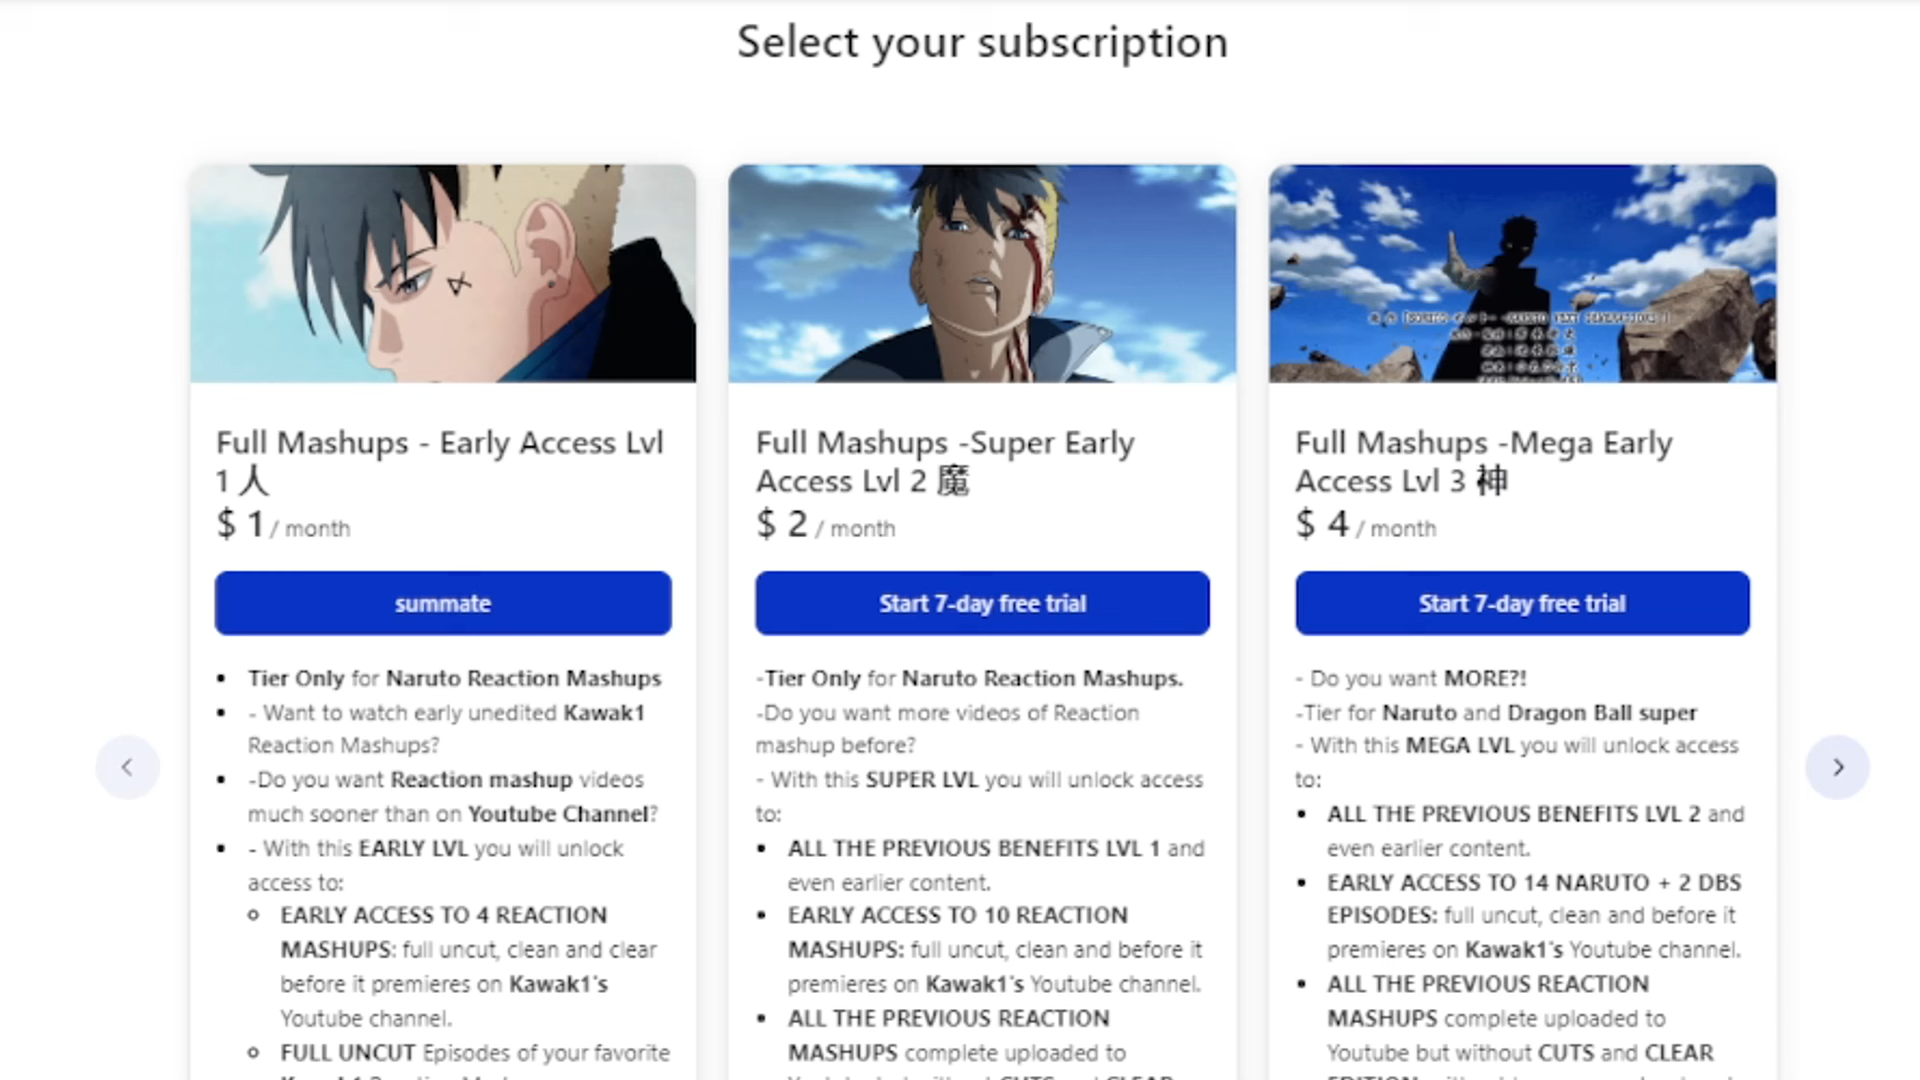 Select your subscription
Full Mashups - Early Access Lvl
1 人
$ 1 / month
summate
• Tier Only for Naruto Reaction Mashups
• - Want to watch early unedited Kawak1
Reaction Mashups?
• -Do you want Reaction mashup videos
much sooner than on Youtube Channel?
• - With this EARLY LVL you will unlock
access to:
○ EARLY ACCESS TO 4 REACTION
MASHUPS: full uncut, clean and clear
before it premieres on Kawak1's
Youtube channel.
○ FULL UNCUT Episodes of your favorite
Full Mashups -Super Early
Access Lvl 2 魔
$ 2 / month
Start 7-day free trial
-Tier Only for Naruto Reaction Mashups.
-Do you want more videos of Reaction
mashup before?
- With this SUPER LVL you will unlock access
to:
• ALL THE PREVIOUS BENEFITS LVL 1 and
even earlier content.
• EARLY ACCESS TO 10 REACTION
MASHUPS: full uncut, clean and before it
premieres on Kawak1's Youtube channel.
• ALL THE PREVIOUS REACTION
MASHUPS complete uploaded to
Full Mashups -Mega Early
Access Lvl 3 神
$ 4 / month
Start 7-day free trial
- Do you want MORE?!
-Tier for Naruto and Dragon Ball super
- With this MEGA LVL you will unlock access
to:
• ALL THE PREVIOUS BENEFITS LVL 2 and
even earlier content.
• EARLY ACCESS TO 14 NARUTO + 2 DBS
EPISODES: full uncut, clean and before it
premieres on Kawak1's Youtube channel.
• ALL THE PREVIOUS REACTION
MASHUPS complete uploaded to
Youtube but without CUTS and CLEAR